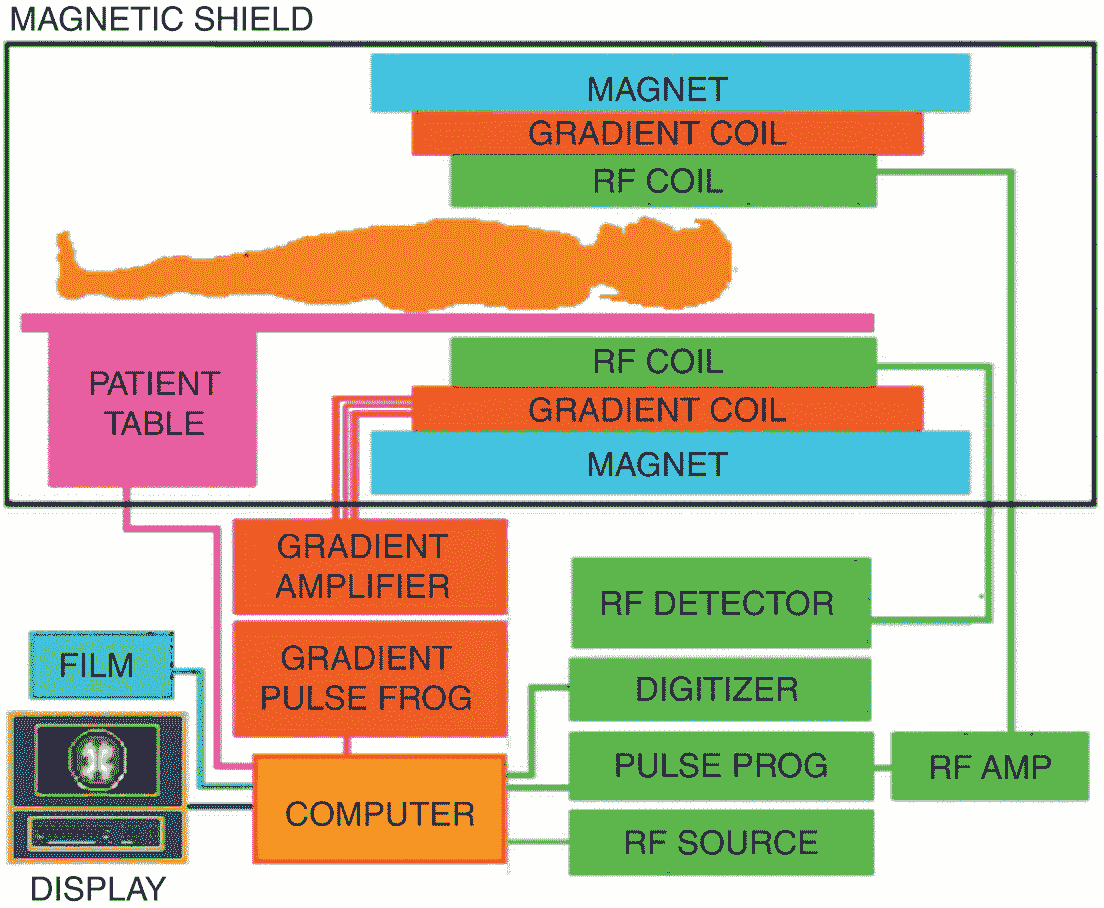 MAGNETIC SHIELD
MAGNET
GRADIENT COIL
RF COIL
RF COIL
PATIENT
TABLE
GRADIENT COIL
MAGNET
GRADIENT
AMPLIFIER
RF DETECTOR
FILM
GRADIENT
PULSE FROG
DIGITIZER
PULSE PROG
RF AMP
COMPUTER
RF SOURCE
DISPLAY